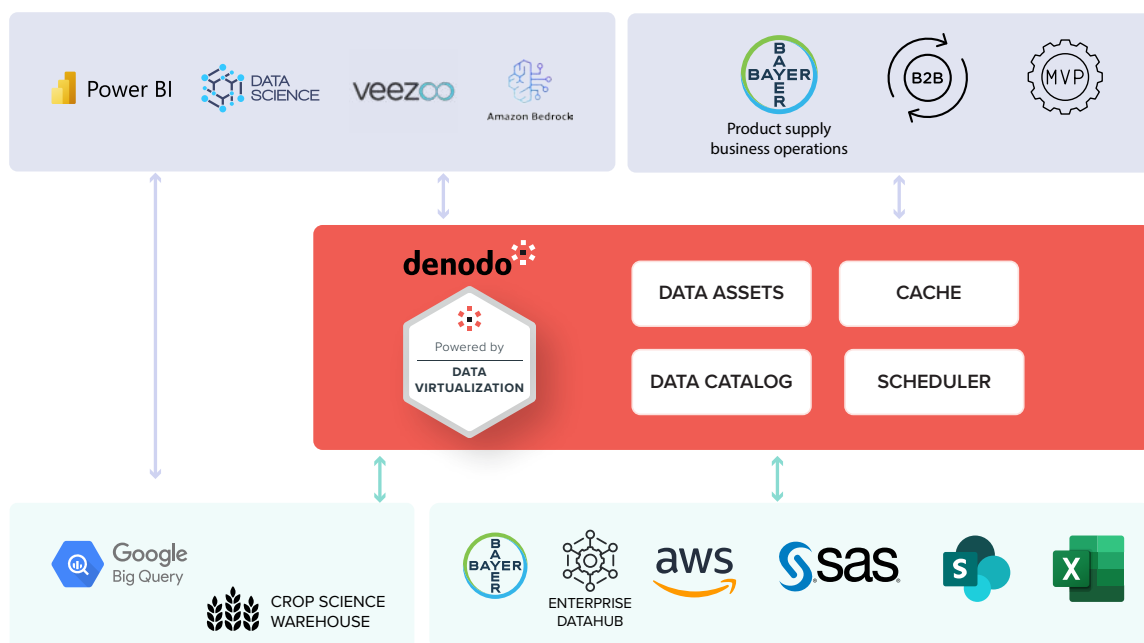 Power BI
DATA
SCIENCE
veezoo
Amazon Bedrock
BAYER
BAYER
Product supply
business operations
B2B
MVP
denodo
Powered by
DATA
VIRTUALIZATION
DATA ASSETS
CACHE
DATA CATALOG
SCHEDULER
Google
Big Query
CROP SCIENCE
WAREHOUSE
BAYER
BAYER
ENTERPRISE
DATAHUB
aws
sas
S
X